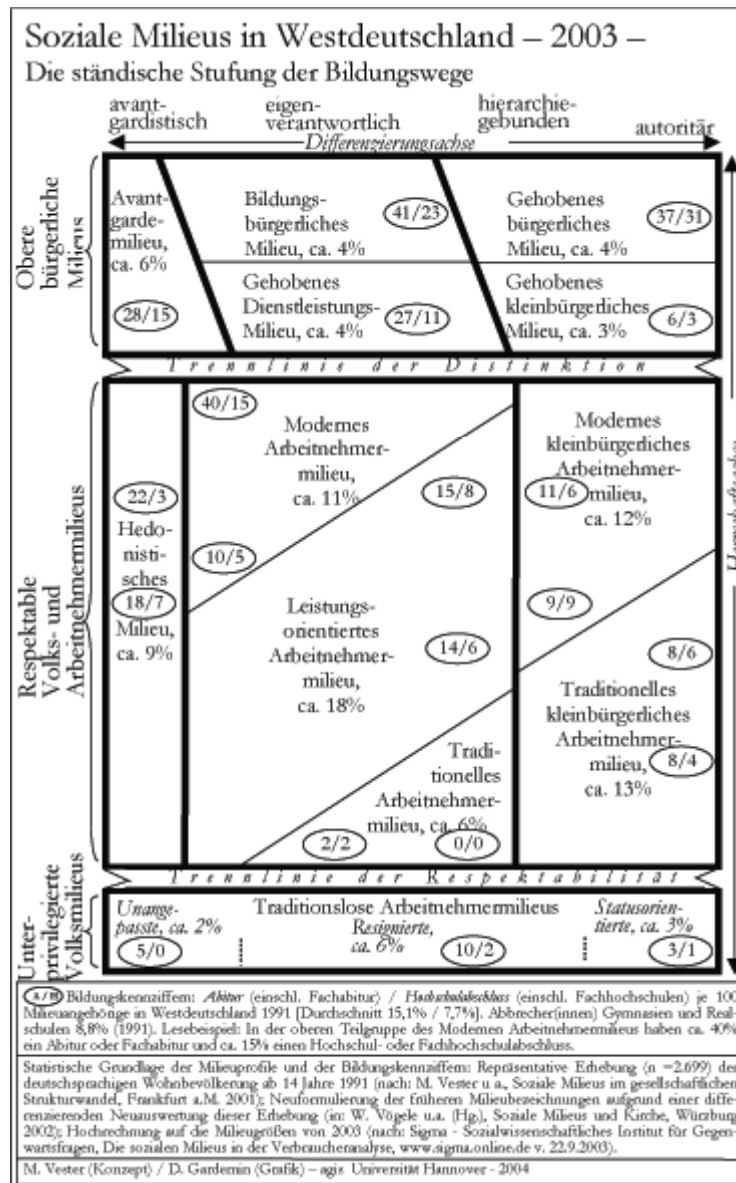 Soziale Milieus in Westdeutschland – 2003 –
Die ständische Stufung der Bildungswege
avant-
gardistisch
eigen-
verantwortlich
hierarchie-
gebunden
autoritär
Differenzierungsachse
Obere
bürgerliche
Milieus
Avant-
garde-
milieu,
ca. 6%
28/15
Bildungs-
bürgerliches
Milieu, ca. 4%
41/23
Gehobenes
bürgerliches
Milieu, ca. 4%
37/31
Gehobenes
Dienstleistungs-
Milieu, ca. 4%
27/11
Gehobenes
kleinbürgerliches
Milieu, ca. 3%
6/3
Trennlinie der Distinktion
Respektable
Volks- und
Arbeitnehmermilieus
22/3
Hedo-
nisti-
sches
18/7
Milieu,
ca. 9%
40/15
Modernes
Arbeitnehmer-
milieu,
ca. 11%
10/5
15/8
Leistungs-
orientiertes
Arbeitnehmer-
milieu,
ca. 18%
14/6
Tradi-
tionelles
Arbeitnehmer-
milieu, ca. 6%
2/2
0/0
Modernes
kleinbürgerliches
Arbeitnehmer-
milieu,
ca. 12%
11/6
9/9
8/6
Traditionelles
kleinbürgerliches
Arbeitnehmer-
milieu,
ca. 13%
8/4
Trennlinie der Respektabilität
Unter-
privilegierte
Volksmilieus
Traditionslose Arbeitnehmermilieus
Unange-
passte, ca. 2%
5/0
Resignierte,
ca. 6%
10/2
Statusorien-
tierte, ca. 3%
3/1
Bildungskennziffern: Abitur (einschl. Fachabitur) / Hochschulabschluss (einschl. Fachhochschulen) je 100
Milieuangehörige in Westdeutschland 1991 [Durchschnitt 15,1% / 7,7%]. Abbrecher(innen) Gymnasien und Real-
schulen 8,8% (1991). Lesebeispiel: In der oberen Teilgruppe des Modernen Arbeitnehmermilieus haben ca. 40%
ein Abitur oder Fachabitur und ca. 15% einen Hochschul- oder Fachhochschulabschluss.
Statistische Grundlage der Milieuprofile und der Bildungskennziffern: Repräsentative Erhebung (n =2.699) der
deutschsprachigen Wohnbevölkerung ab 14 Jahre 1991 (nach: M. Vester u a., Soziale Milieus im gesellschaftlichen
Strukturwandel, Frankfurt a.M. 2001); Neuformulierung der früheren Milieubezeichnungen aufgrund einer diffe-
renzierenden Neuauswertung dieser Erhebung (in: W. Vögele u.a. (Hg.), Soziale Milieus und Kirche, Würzburg
2002); Hochrechnung auf die Milieugrößen von 2003 (nach: Sigma - Sozialwissenschaftliches Institut für Gegen-
wartsfragen, Die sozialen Milieus in der Verbraucheranalyse, www.sigma.online.de v. 22.9.2003).
M. Vester (Konzept) / D. Gardemin (Grafik) – agis Universität Hannover - 2004